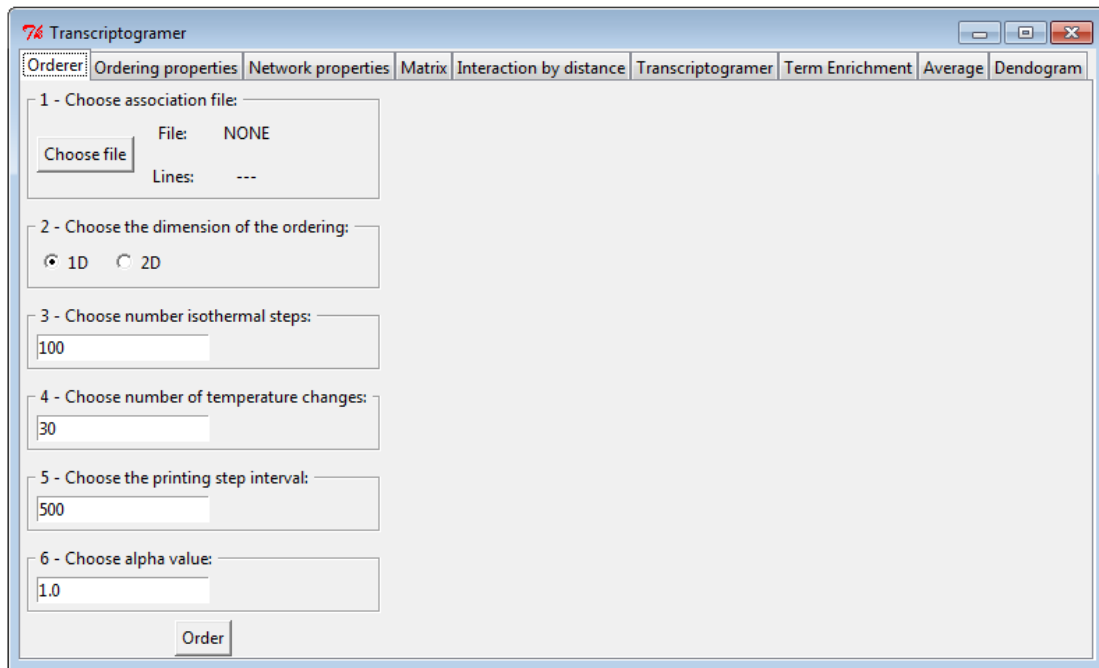 Transcriptogramer
Orderer Ordering properties Network properties Matrix Interaction by distance Transcriptogramer Term Enrichment Average Dendogram
1 - Choose association file:
File: NONE
Choose file
Lines: ---
2 - Choose the dimension of the ordering:
1D 2D
3 - Choose number isothermal steps:
100
4 - Choose number of temperature changes:
30
5 - Choose the printing step interval:
500
6 - Choose alpha value:
1.0
Order